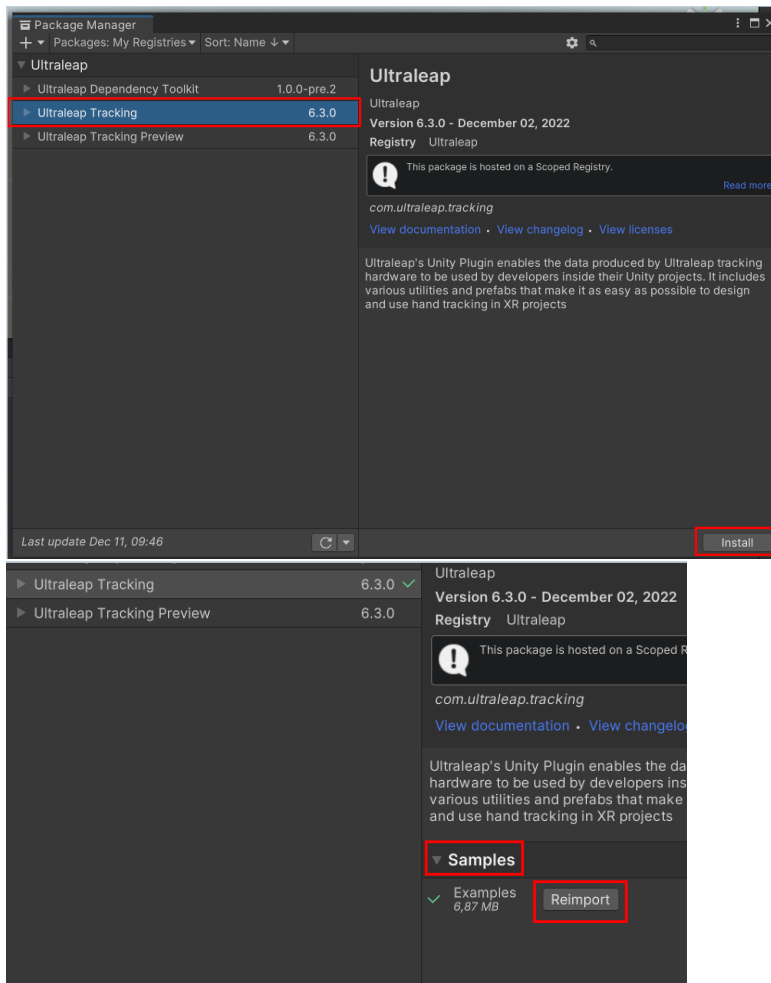 Package Manager
+ Packages: My Registries Sort: Name ↓
Ultraleap
Ultraleap Dependency Toolkit 1.0.0-pre.2
Ultraleap Tracking 6.3.0
Ultraleap Tracking Preview 6.3.0
Last update Dec 11, 09:46
Ultraleap
Ultraleap
Version 6.3.0 - December 02, 2022
Registry Ultraleap
This package is hosted on a Scoped Registry.
Read more
com.ultraleap.tracking
View documentation • View changelog • View licenses
Ultraleap's Unity Plugin enables the data produced by Ultraleap tracking
hardware to be used by developers inside their Unity projects. It includes
various utilities and prefabs that make it as easy as possible to design
and use hand tracking in XR projects
Install
Ultraleap Tracking 6.3.0
Ultraleap Tracking Preview 6.3.0
Ultraleap
Version 6.3.0 - December 02, 2022
Registry Ultraleap
This package is hosted on a Scoped R
com.ultraleap.tracking
View documentation • View changelo
Ultraleap's Unity Plugin enables the da
hardware to be used by developers ins
various utilities and prefabs that make
and use hand tracking in XR projects
Samples
Examples
6,87 MB
Reimport